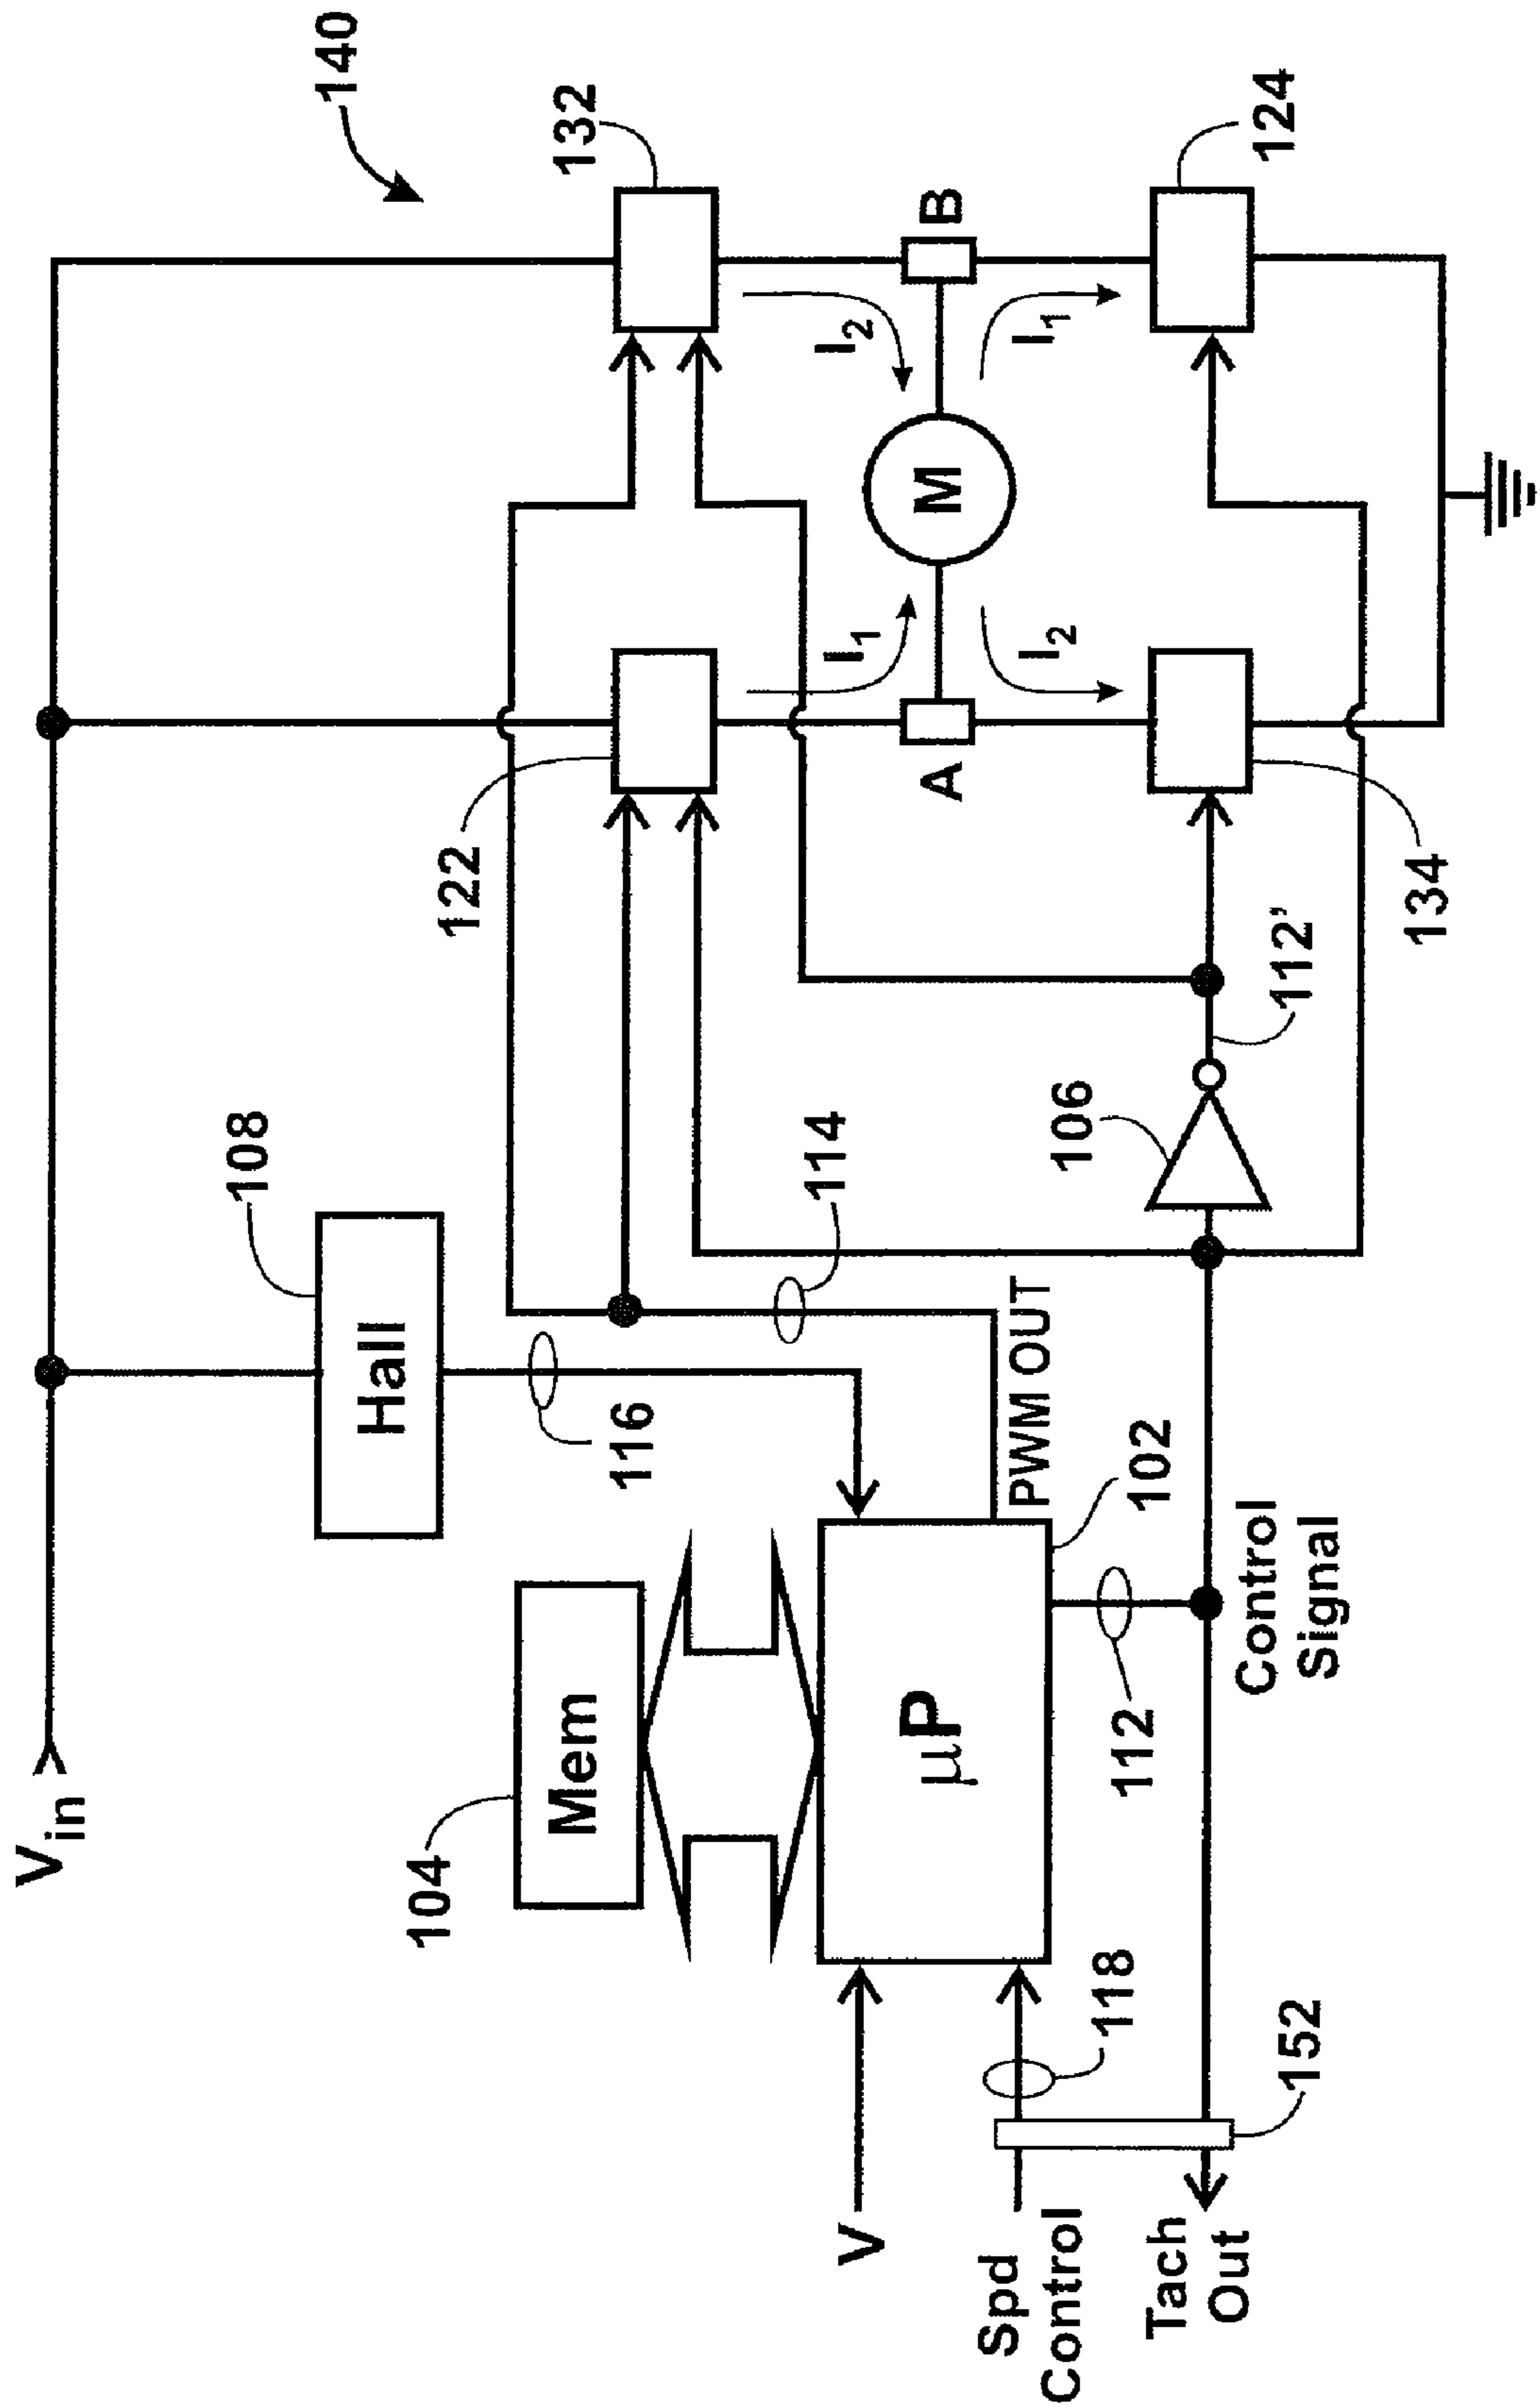 140
V in
108
Hall
132
122
I1
I2
B
104
Mem
116
114
A
M
I2
I1
124
V
µP
PWM OUT
102
106
112'
134
Spd
Control
118
112
Control
Signal
Tach
Out
152